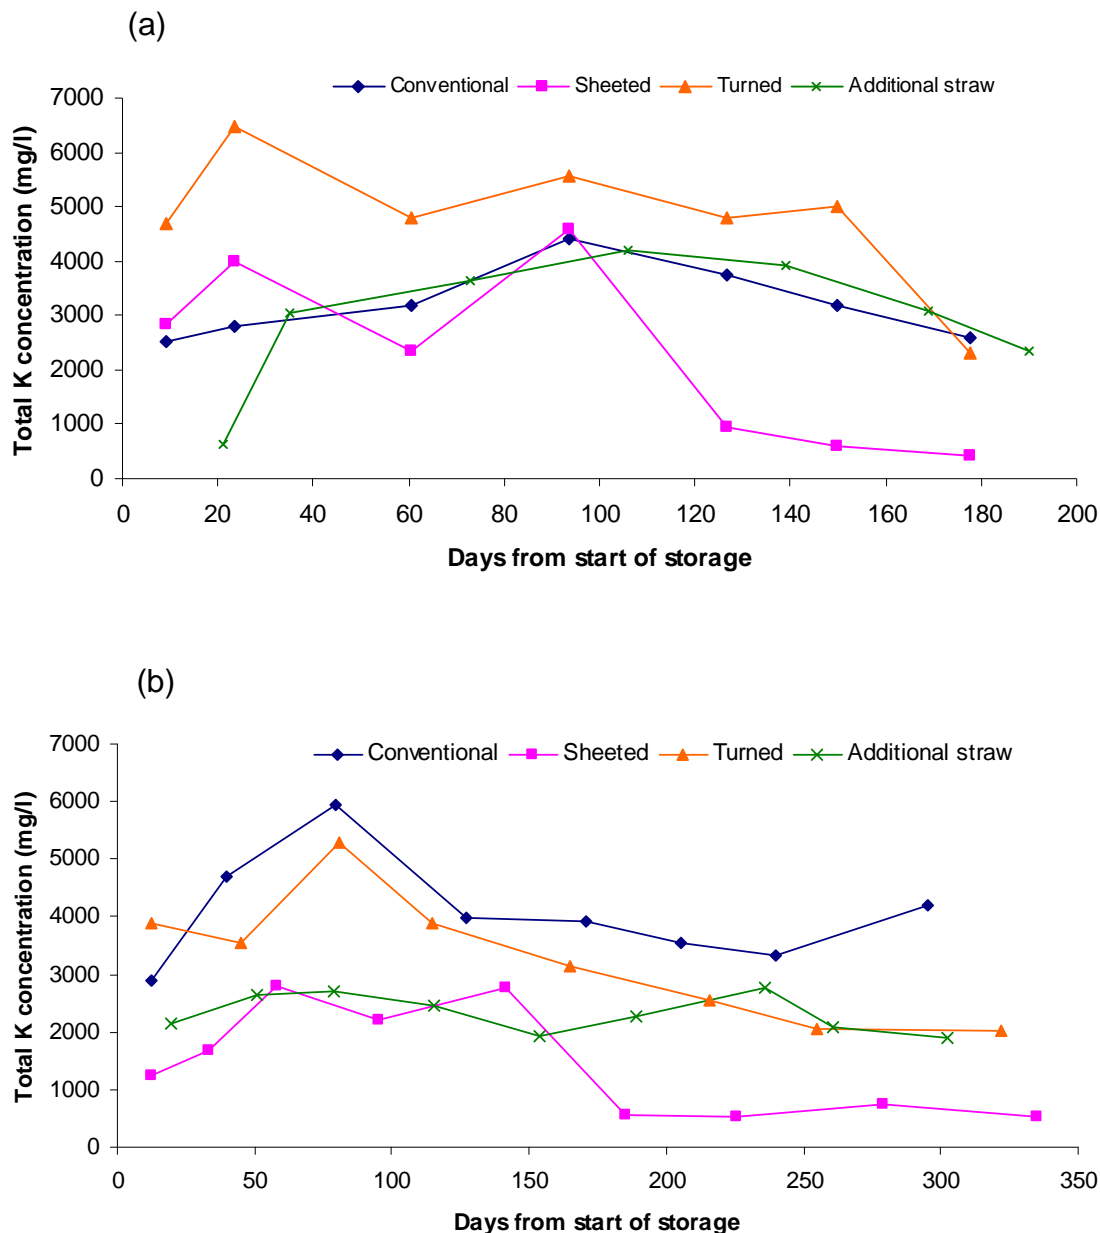 (a)
Conventional Sheeted Turned Additional straw
7000
6000
5000
4000
3000
2000
1000
0
Total K concentration (mg/l)
0 20 40 60 80 100 120 140 160 180 200
Days from start of storage
(b)
Conventional Sheeted Turned Additional straw
7000
6000
5000
4000
3000
2000
1000
0
Total K concentration (mg/l)
0 50 100 150 200 250 300 350
Days from start of storage